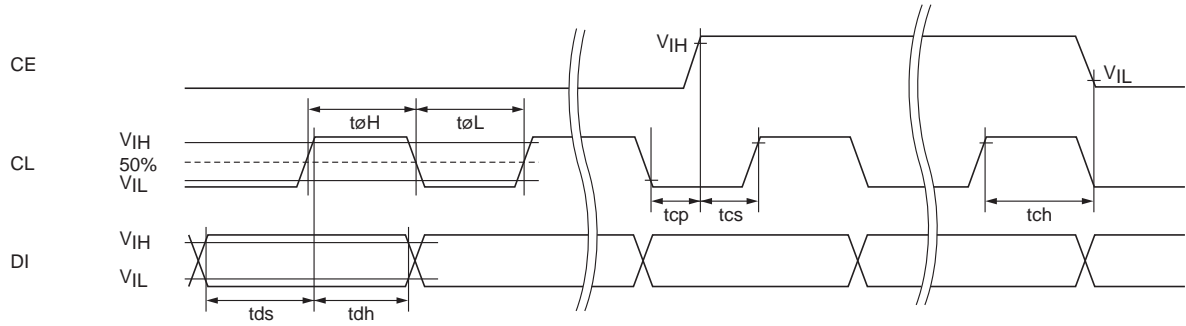 CE
VIH
VIL
tøH
tøL
CL
VIH
50%
VIL
tcp
tcs
tch
DI
VIH
VIL
tds
tdh